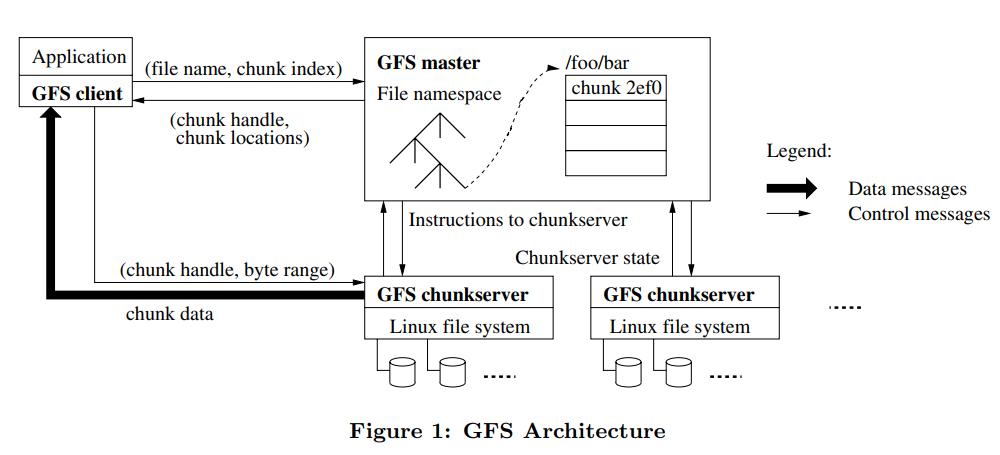 Application
GFS client
(file name, chunk index)
(chunk handle,
chunk locations)
GFS master
File namespace
/foo/bar
chunk 2ef0
Legend:
Data messages
Control messages
Instructions to chunkserver
Chunkserver state
(chunk handle, byte range)
chunk data
GFS chunkserver
Linux file system
GFS chunkserver
Linux file system
Figure 1: GFS Architecture